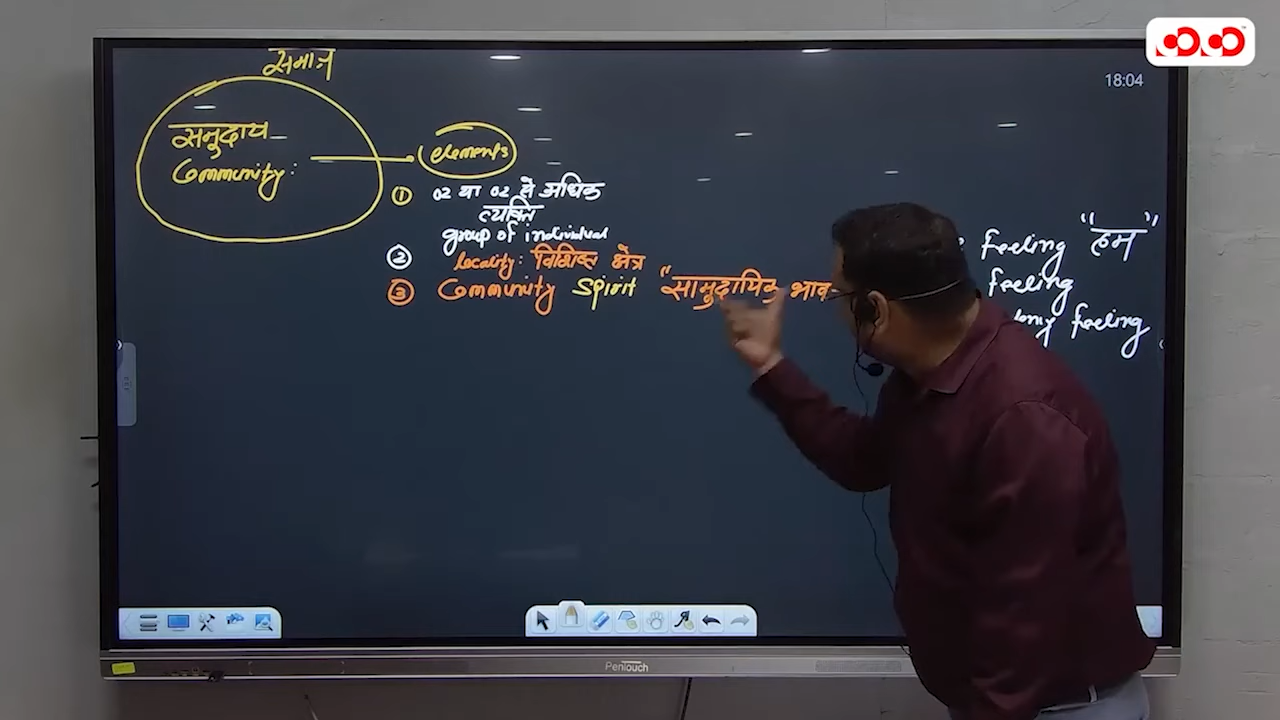 18:04
समाज
समुदाय
Community:
elements
① 02 या 02 से अधिक
व्यक्ति
group of individual
② locality: विशिष्ट क्षेत्र
③ Community Spirit "सामुदायिक भाव
feeling "हम"
feeling
feeling
PenTouch